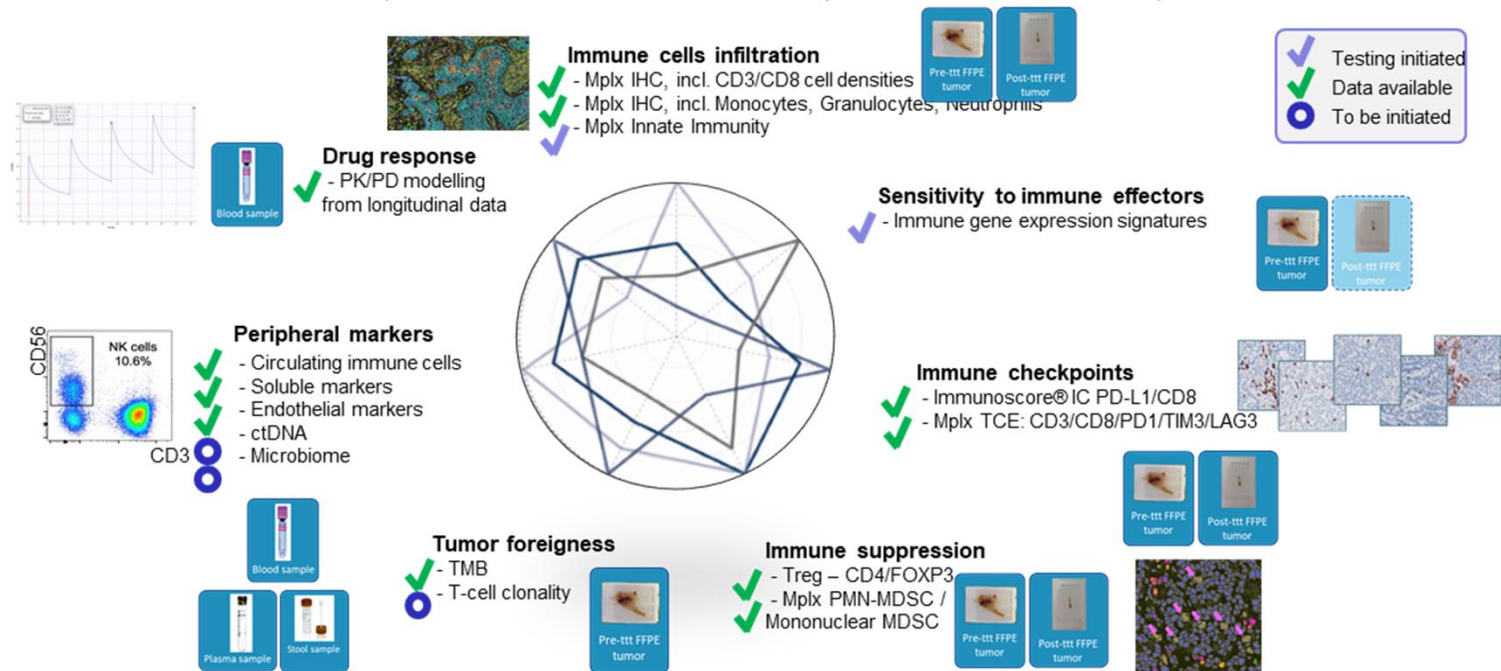 Immune cells infiltration
- Mplx IHC, incl. CD3/CD8 cell densities
- Mplx IHC, incl. Monocytes, Granulocytes, Neutrophils
- Mplx Innate Immunity
Pre-ttt FFPE
tumor
Post-ttt FFPE
tumor
Testing initiated
Data available
To be initiated
Drug response
- PK/PD modelling
from longitudinal data
Blood sample
Sensitivity to immune effectors
- Immune gene expression signatures
Pre-ttt FFPE
tumor
Post-ttt FFPE
tumor
Peripheral markers
- Circulating immune cells
- Soluble markers
- Endothelial markers
- ctDNA
- Microbiome
CD56
NK cells
10.6%
CD3
Immune checkpoints
- Immunoscore® IC PD-L1/CD8
- Mplx TCE: CD3/CD8/PD1/TIM3/LAG3
Pre-ttt FFPE
tumor
Post-ttt FFPE
tumor
Blood sample
Plasma sample
Stool sample
Tumor foreigness
- TMB
- T-cell clonality
Pre-ttt FFPE
tumor
Immune suppression
- Treg – CD4/FOXP3
- Mplx PMN-MDSC /
Mononuclear MDSC
Pre-ttt FFPE
tumor
Post-ttt FFPE
tumor